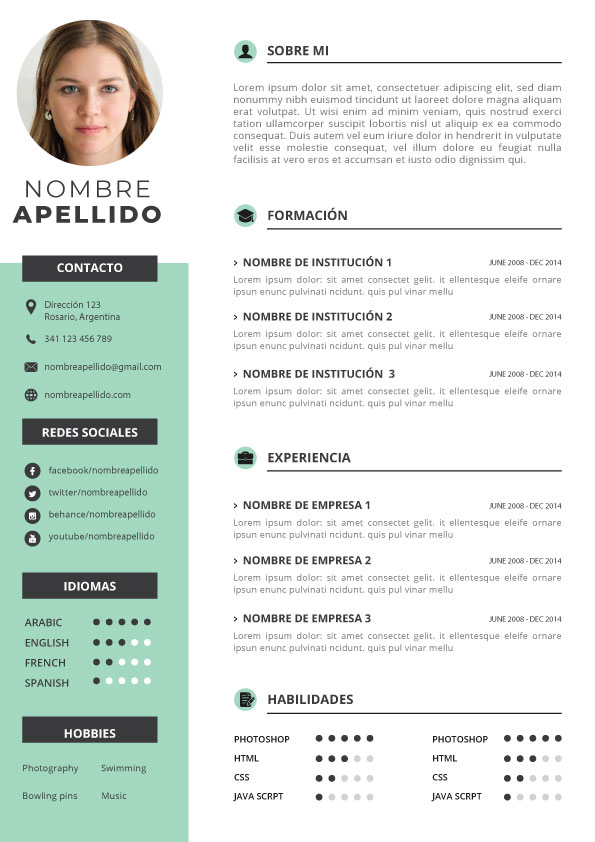 NOMBRE
APELLIDO
CONTACTO
Dirección 123
Rosario, Argentina
341 123 456 789
nombreapellido@gmail.com
nombreapellido.com
REDES SOCIALES
facebook/nombreapellido
twitter/nombreapellido
behance/nombreapellido
youtube/nombreapellido
IDIOMAS
ARABIC
ENGLISH
FRENCH
SPANISH
HOBBIES
Photography Swimming
Bowling pins Music
SOBRE MI
Lorem ipsum dolor sit amet, consectetuer adipiscing elit, sed diam
nonummy nibh euismod tincidunt ut laoreet dolore magna aliquam
erat volutpat. Ut wisi enim ad minim veniam, quis nostrud exerci
tation ullamcorper suscipit lobortis nisl ut aliquip ex ea commodo
consequat. Duis autem vel eum iriure dolor in hendrerit in vulputate
velit esse molestie consequat, vel illum dolore eu feugiat nulla
facilisis at vero eros et accumsan et iusto odio dignissim qui.
FORMACIÓN
› NOMBRE DE INSTITUCIÓN 1 JUNE 2008 - DEC 2014
Lorem ipsum dolor: sit amet consectet gelit. it eleifend quisentesque eleife ornare
ipsun enunc pulvinati ncidunt. quis pul vinar mellu
› NOMBRE DE INSTITUCIÓN 2 JUNE 2008 - DEC 2014
Lorem ipsum dolor: sit amet consectet gelit. it eleifend quisentesque eleife ornare
ipsun enunc pulvinati ncidunt. quis pul vinar mellu
› NOMBRE DE INSTITUCIÓN 3 JUNE 2008 - DEC 2014
Lorem ipsum dolor: sit amet consectet gelit. it eleifend quisentesque eleife ornare
ipsun enunc pulvinati ncidunt. quis pul vinar mellu
EXPERIENCIA
› NOMBRE DE EMPRESA 1 JUNE 2008 - DEC 2014
Lorem ipsum dolor: sit amet consectet gelit. it eleifend quisentesque eleife ornare
ipsun enunc pulvinati ncidunt. quis pul vinar mellu
› NOMBRE DE EMPRESA 2 JUNE 2008 - DEC 2014
Lorem ipsum dolor: sit amet consectet gelit. it eleifend quisentesque eleife ornare
ipsun enunc pulvinati ncidunt. quis pul vinar mellu
› NOMBRE DE EMPRESA 3 JUNE 2008 - DEC 2014
Lorem ipsum dolor: sit amet consectet gelit. it eleifend quisentesque eleife ornare
ipsun enunc pulvinati ncidunt. quis pul vinar mellu
HABILIDADES
PHOTOSHOP PHOTOSHOP
HTML HTML
CSS CSS
JAVA SCRPT JAVA SCRPT